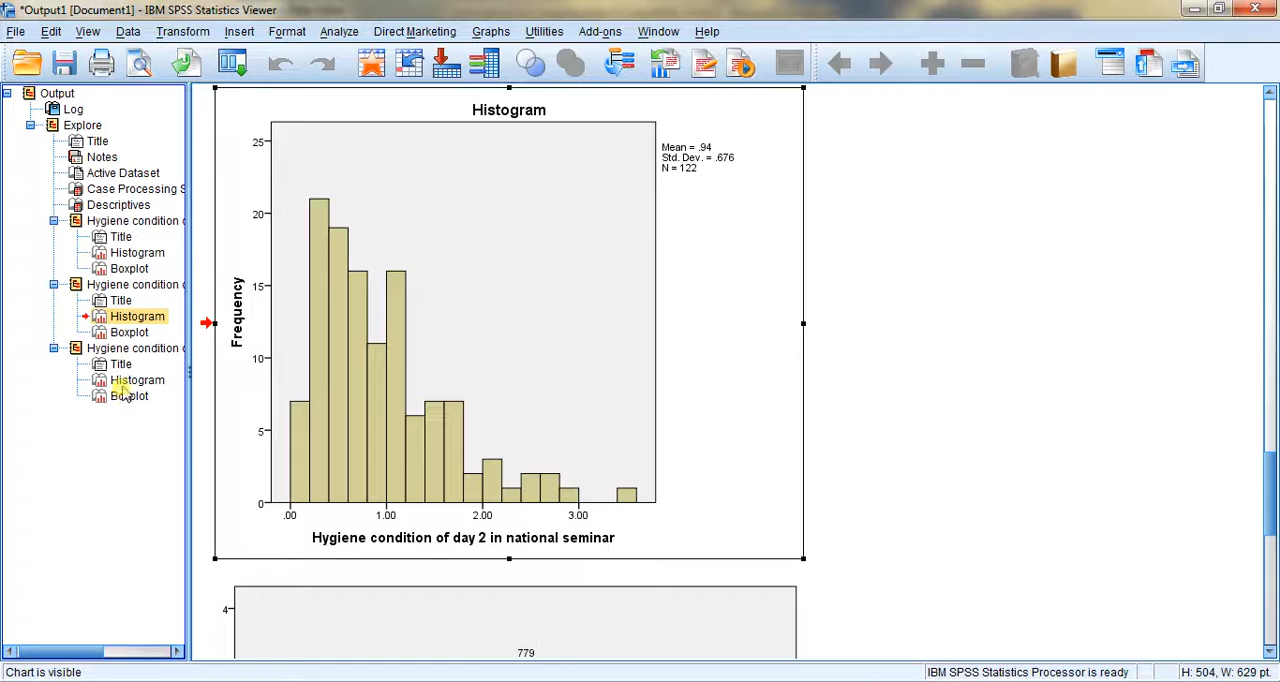 *Output1 [Document1] - IBM SPSS Statistics Viewer
File Edit View Data Transform Insert Format Analyze Direct Marketing Graphs Utilities Add-ons Window Help
Output
Log
Explore
Title
Notes
Active Dataset
Case Processing S
Descriptives
Hygiene condition
Title
Histogram
Boxplot
Hygiene condition
Title
Histogram
Boxplot
Hygiene condition
Title
Histogram
Boxplot
Histogram
Mean = .94
Std. Dev. = .676
N = 122
Frequency
25
20
15
10
5
0
.00 1.00 2.00 3.00
Hygiene condition of day 2 in national seminar
4
779
Chart is visible
IBM SPSS Statistics Processor is ready
H: 504, W: 629 pt.